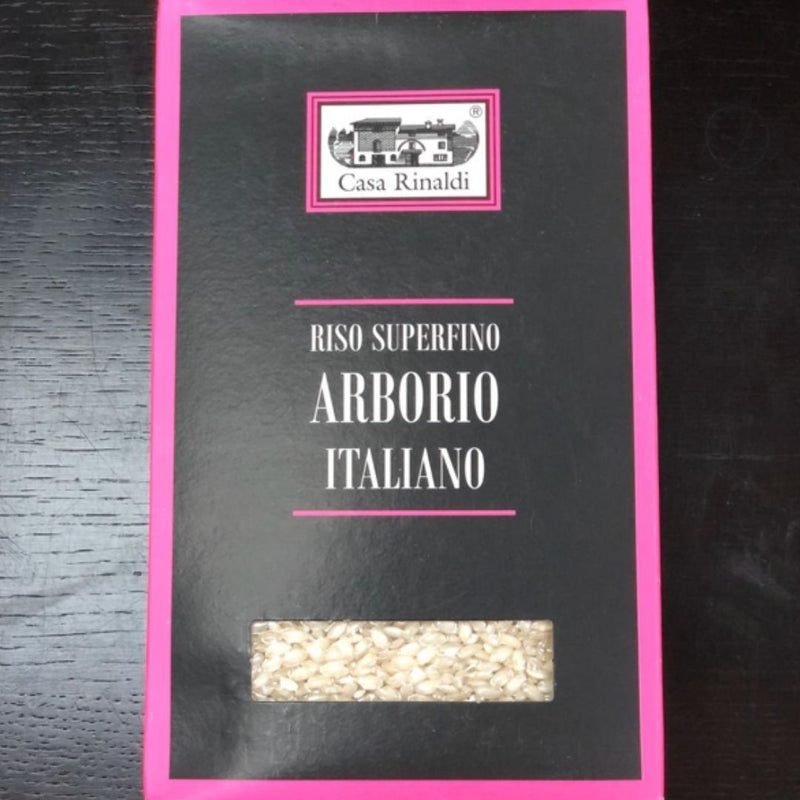 ®
Casa Rinaldi
RISO SUPERFINO
ARBORIO
ITALIANO